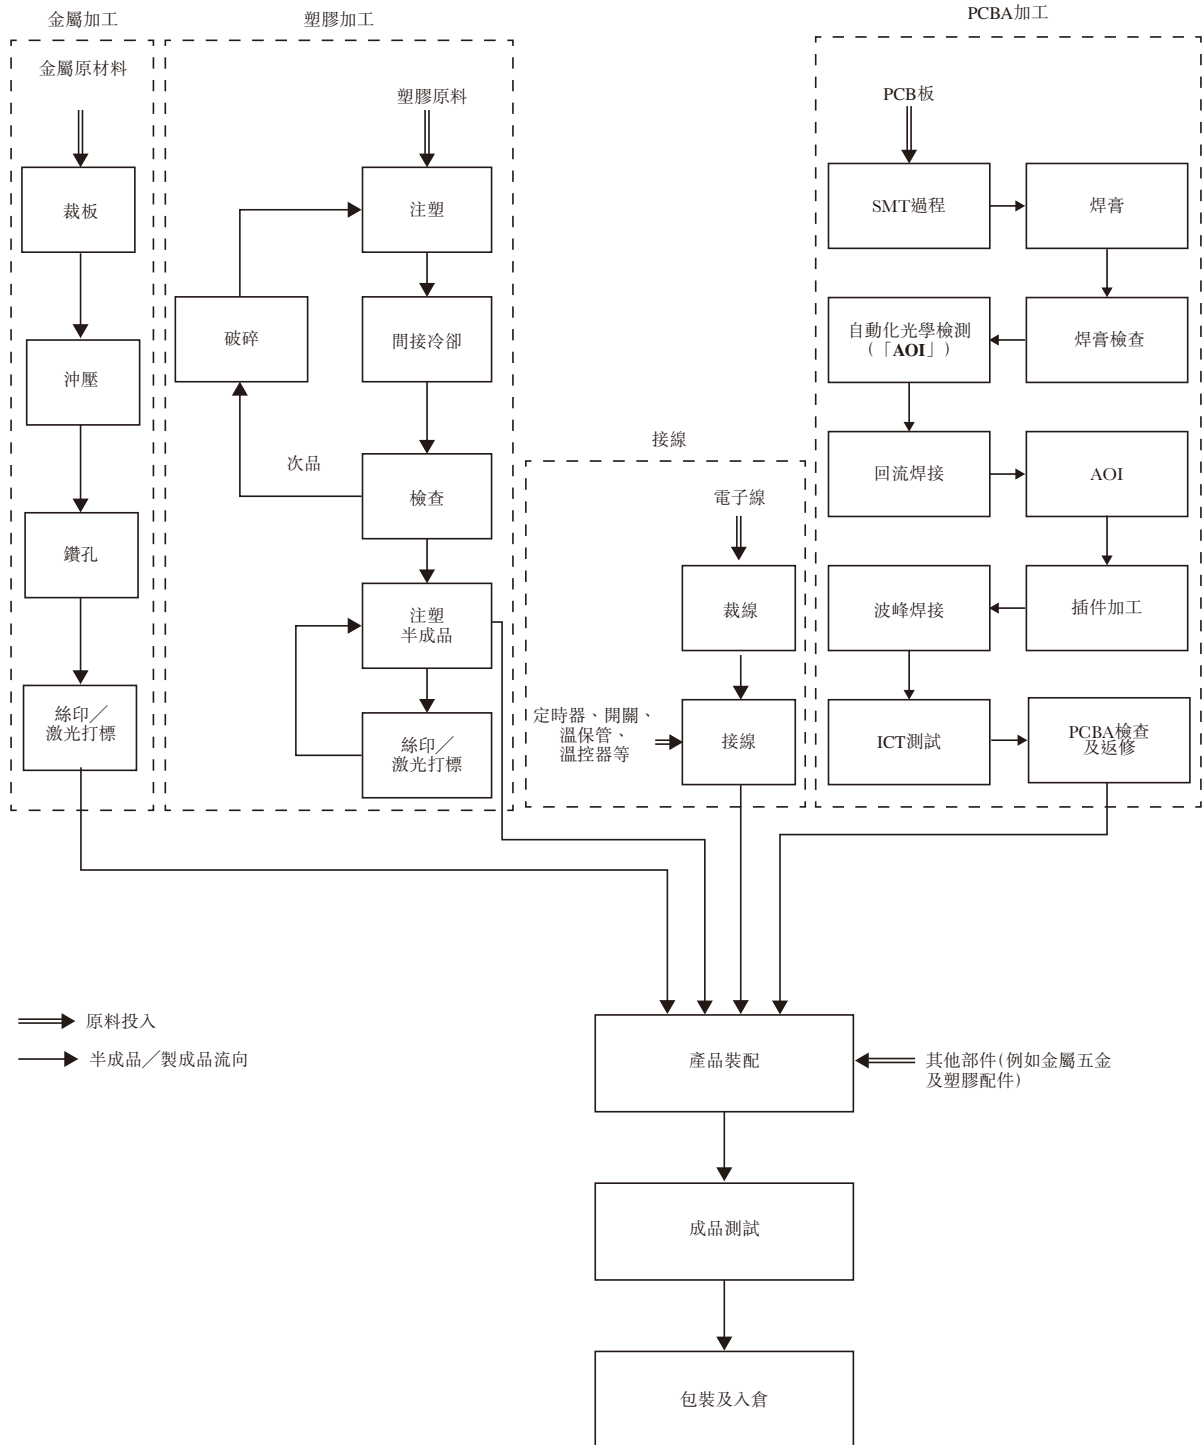 金屬加工
金屬原材料
裁板
沖壓
鑽孔
絲印／
激光打標
塑膠加工
塑膠原料
注塑
破碎
間接冷卻
次品
檢查
注塑
半成品
絲印／
激光打標
接線
電子線
裁線
定時器、開關、
溫保管、
溫控器等
接線
PCBA加工
PCB板
SMT過程
焊膏
自動化光學檢測
(「AOI」)
焊膏檢查
回流焊接
AOI
波峰焊接
插件加工
ICT測試
PCBA檢查
及返修
原料投入
半成品／製成品流向
產品裝配
其他部件(例如金屬五金
及塑膠配件)
成品測試
包裝及入倉